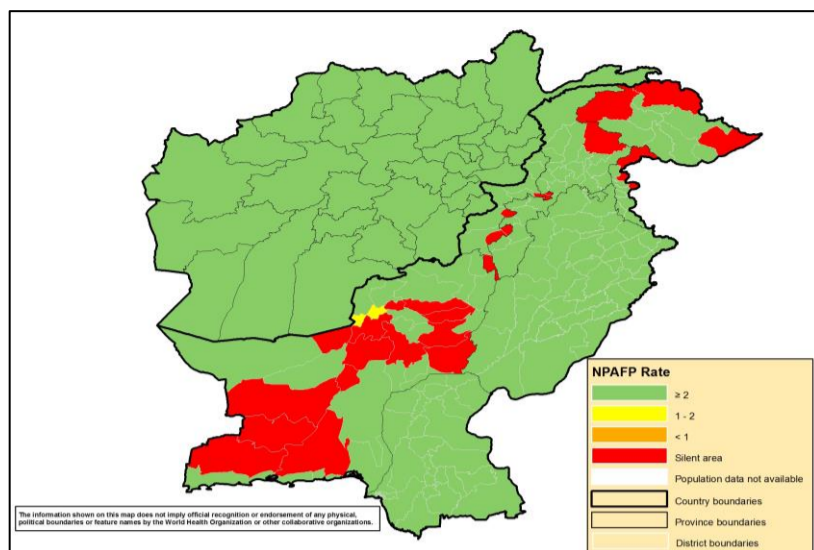 NPAFP Rate
≥ 2
1 - 2
< 1
Silent area
Population data not available
Country boundaries
Province boundaries
District boundaries
The information shown on this map does not imply official recognition or endorsement of any physical,
political boundaries or feature names by the World Health Organization or other collaborative organizations.